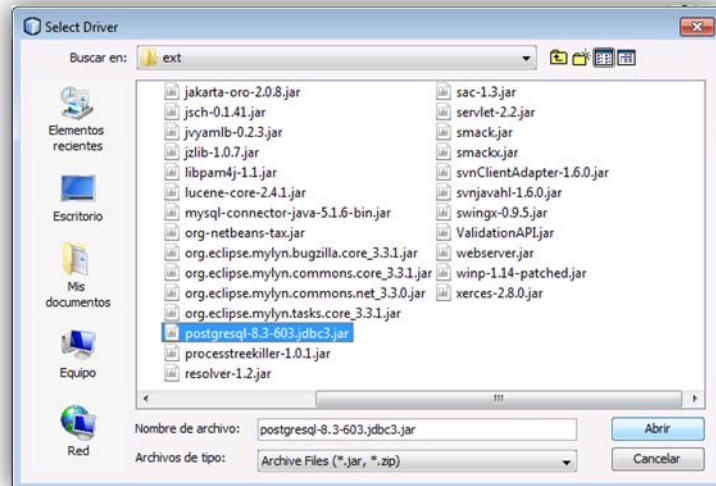 Select Driver
Buscar en:
ext
Elementos
recientes
Escritorio
Mis
documentos
Equipo
Red
jakarta-oro-2.0.8.jar
jsch-0.1.41.jar
jvyamlb-0.2.3.jar
jzlib-1.0.7.jar
libpam4j-1.1.jar
lucene-core-2.4.1.jar
mysql-connector-java-5.1.6-bin.jar
org-netbeans-tax.jar
org.eclipse.mylyn.bugzilla.core_3.3.1.jar
org.eclipse.mylyn.commons.core_3.3.1.jar
org.eclipse.mylyn.commons.net_3.3.0.jar
org.eclipse.mylyn.tasks.core_3.3.1.jar
postgresql-8.3-603.jdbc3.jar
processtreekiller-1.0.1.jar
resolver-1.2.jar
sac-1.3.jar
servlet-2.2.jar
smack.jar
smackx.jar
svnClientAdapter-1.6.0.jar
svnjavahl-1.6.0.jar
swingx-0.9.5.jar
ValidationAPI.jar
webserver.jar
winp-1.14-patched.jar
xerces-2.8.0.jar
Nombre de archivo:
postgresql-8.3-603.jdbc3.jar
Abrir
Archivos de tipo:
Archive Files (*.jar, *.zip)
Cancelar